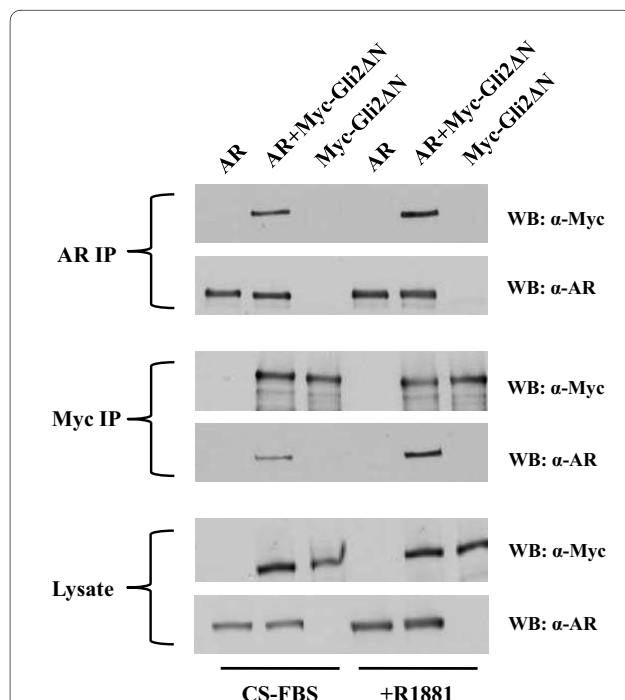 AR AR+Myc-Gli2ΔN Myc-Gli2ΔN AR AR+Myc-Gli2ΔN Myc-Gli2ΔN
AR IP
WB: α-Myc
WB: α-AR
Myc IP
WB: α-Myc
WB: α-AR
Lysate
WB: α-Myc
WB: α-AR
CS-FBS +R1881